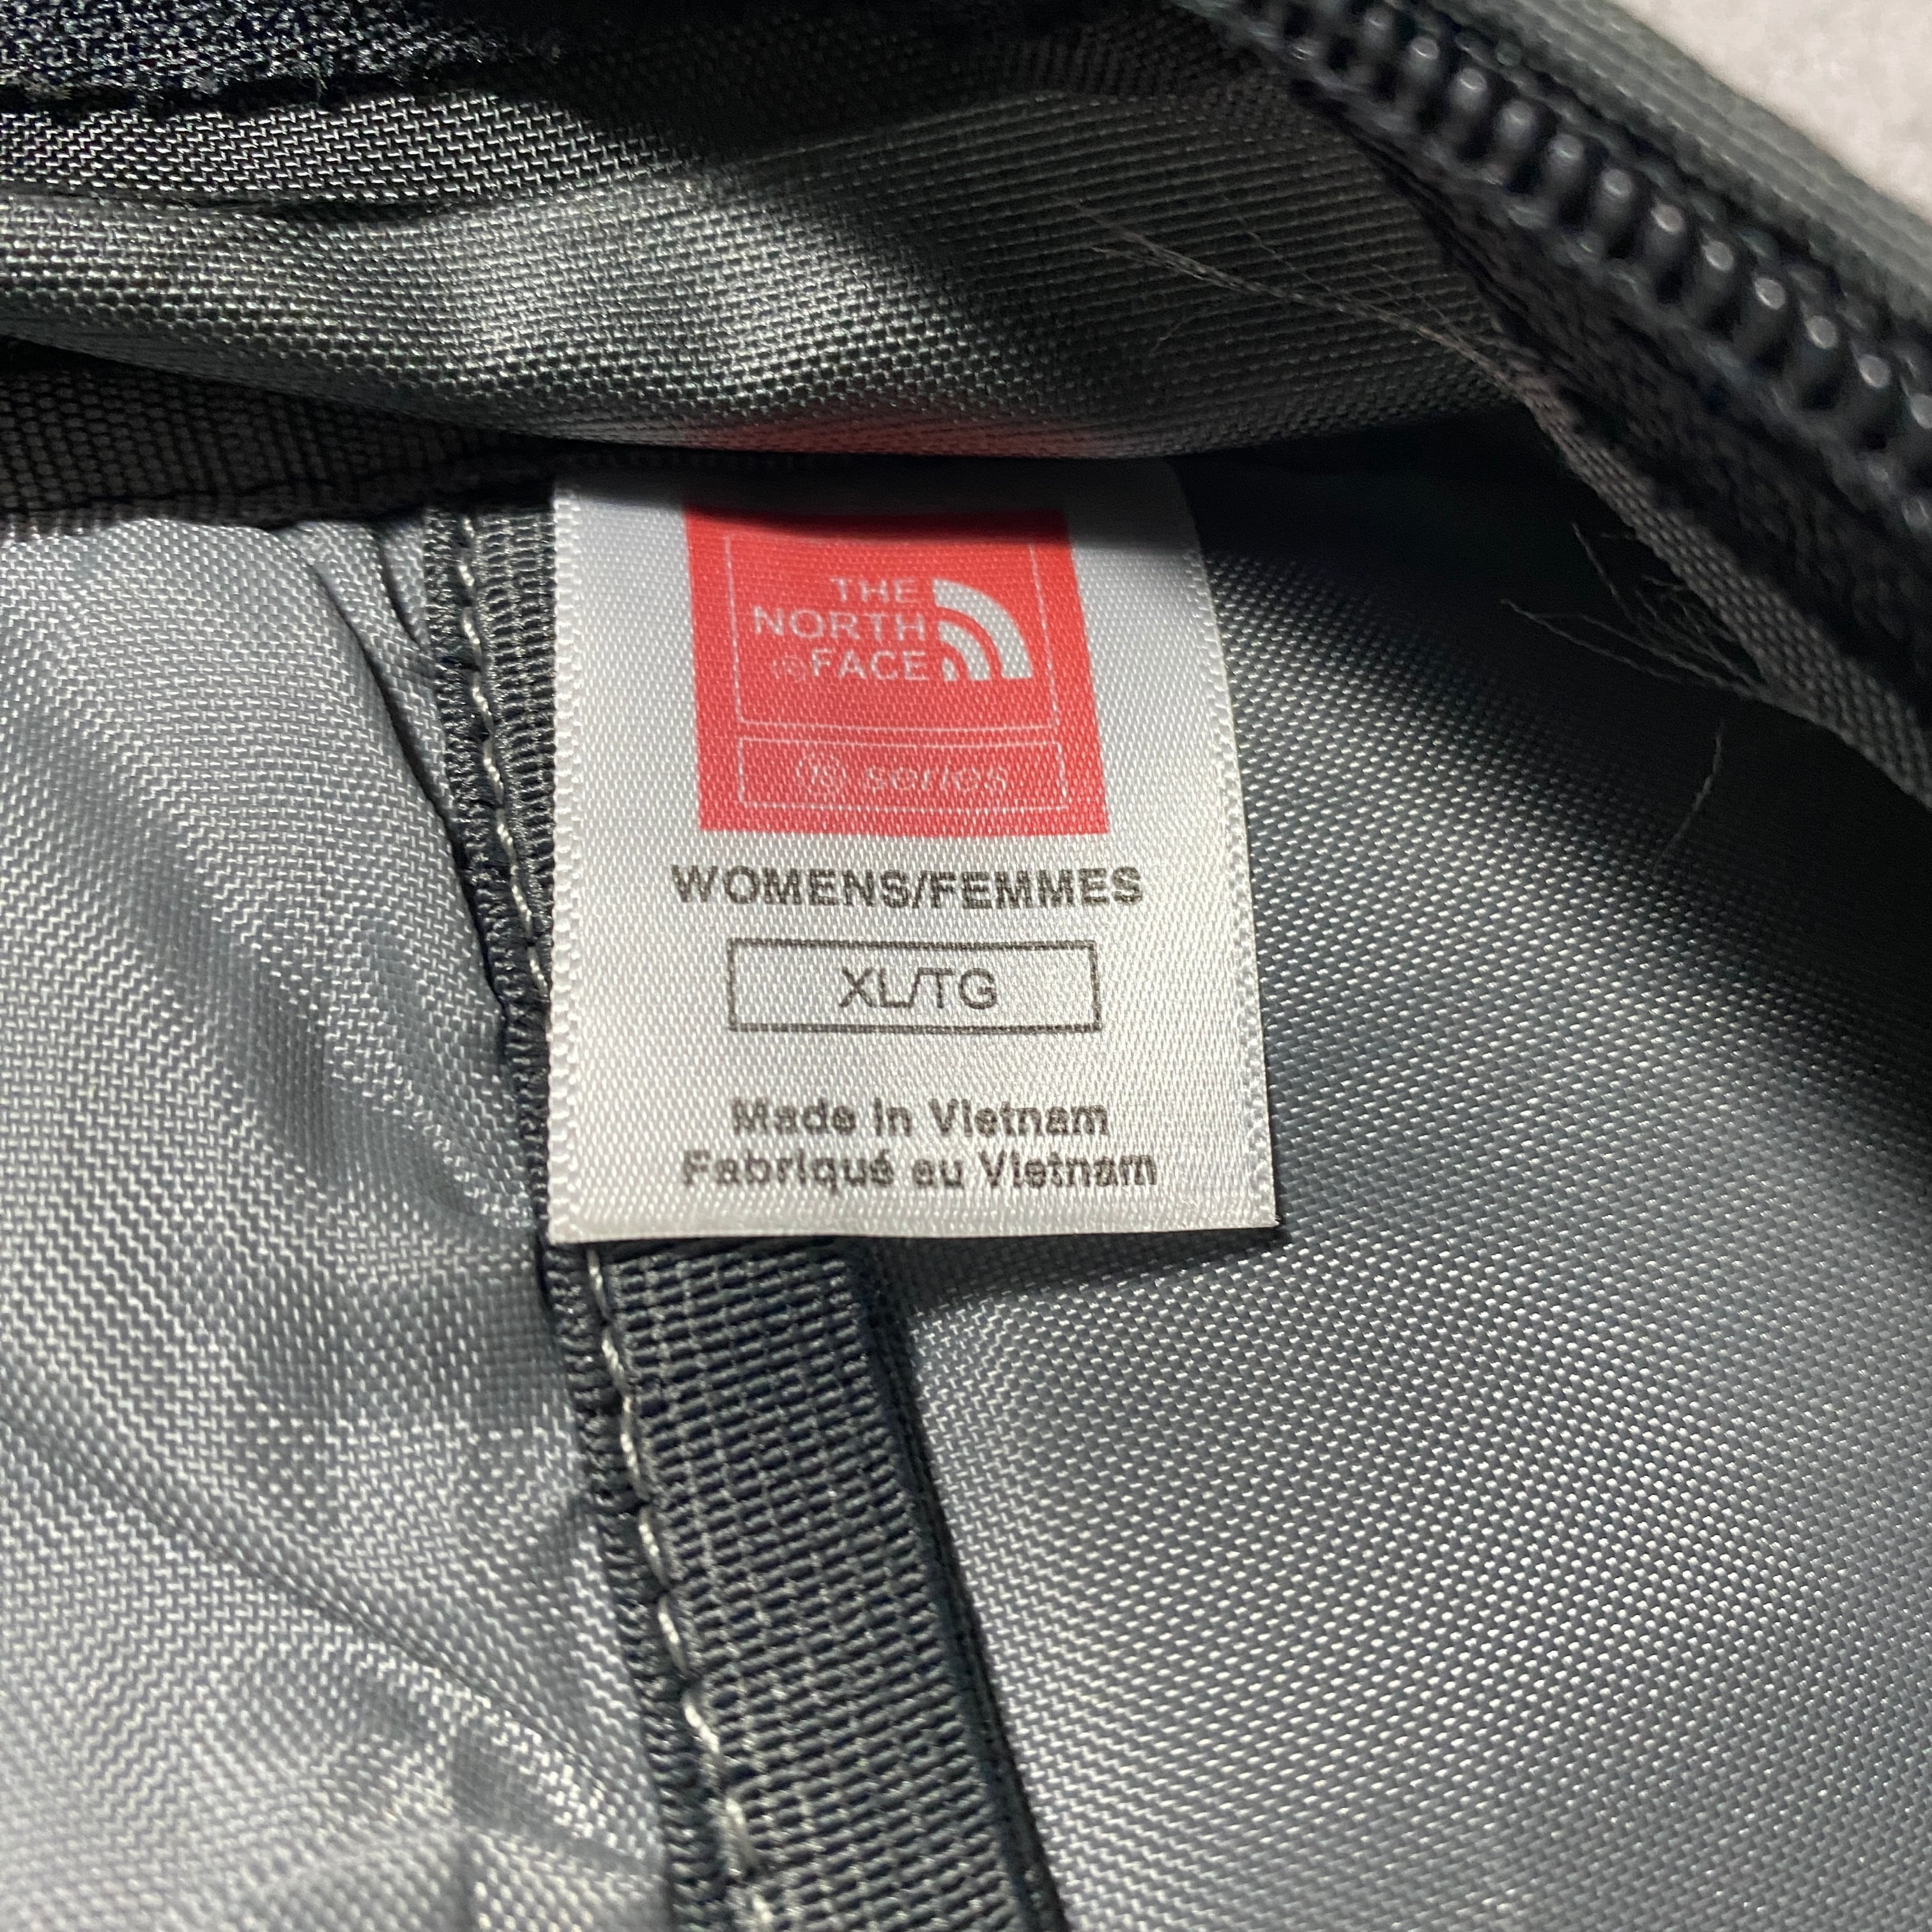 THE
NORTH
FACE
series
WOMENS/FEMMES
XL/TG
Made in Vietnam
Fabriqué au Vietnam